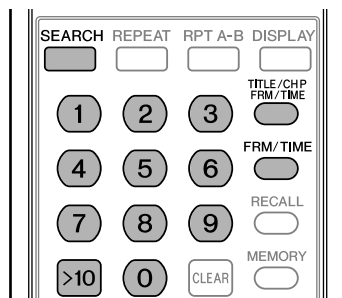 SEARCH REPEAT RPT A-B DISPLAY
TITLE/CHP
FRM/TIME
1 2 3
FRM/TIME
4 5 6
RECALL
7 8 9
MEMORY
>10 0 CLEAR